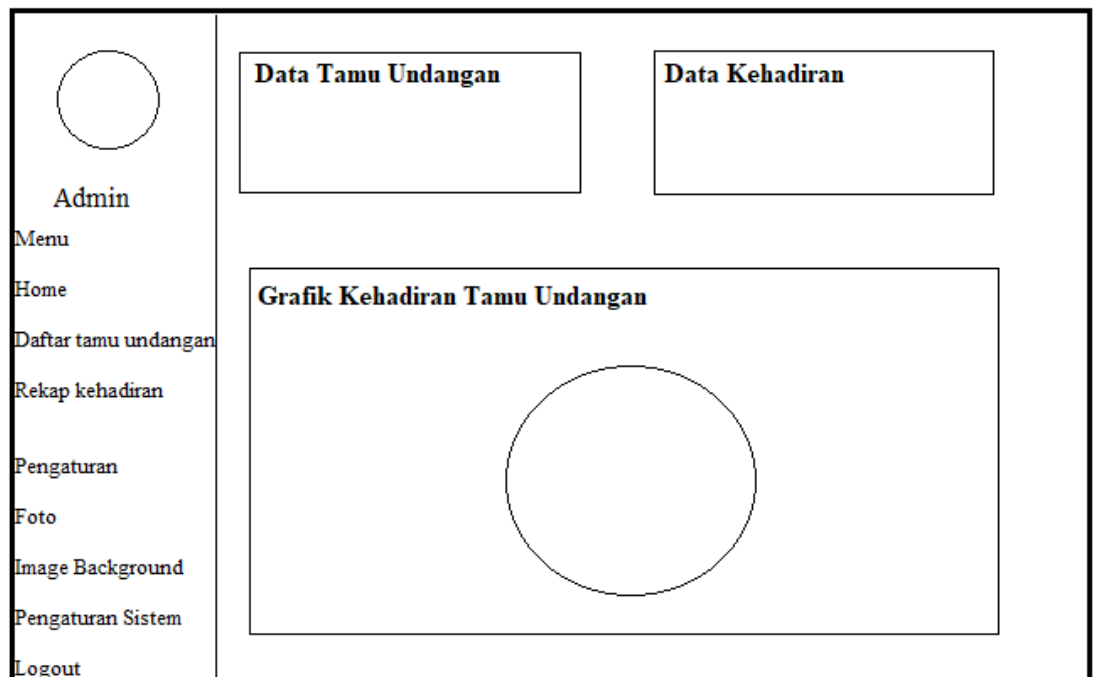 Admin
Menu
Home
Daftar tamu undangan
Rekap kehadiran
Pengaturan
Foto
Image Background
Pengaturan Sistem
Logout
Data Tamu Undangan
Data Kehadiran
Grafik Kehadiran Tamu Undangan